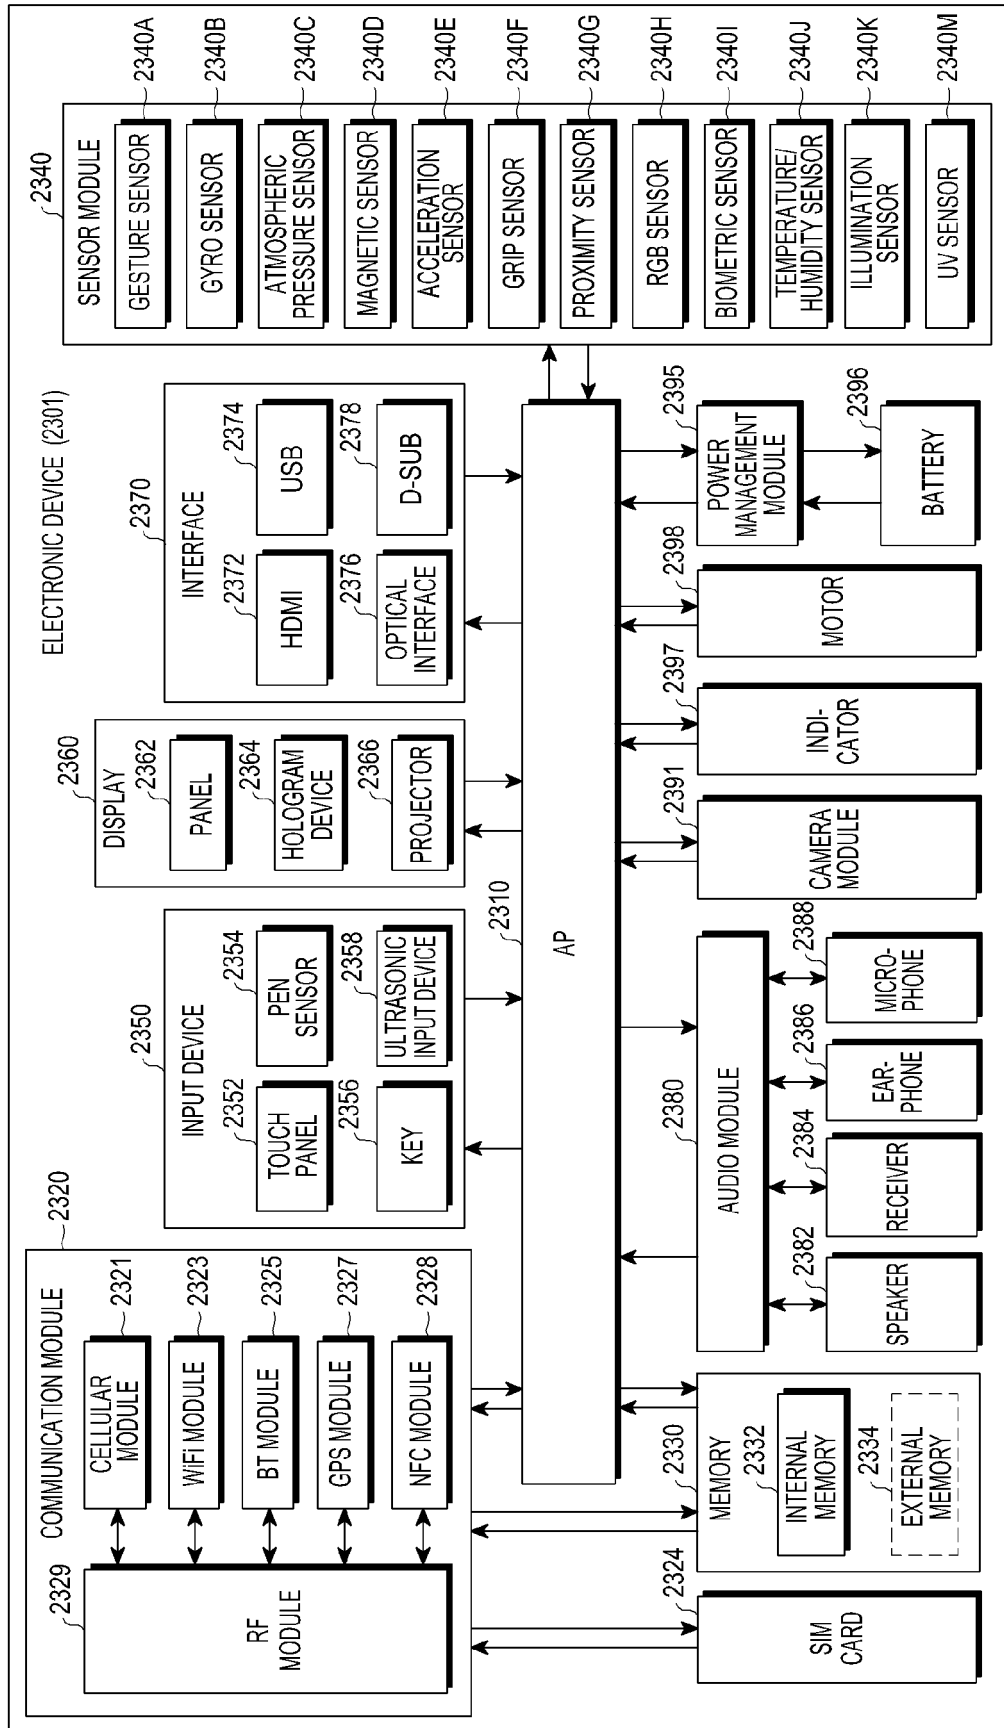 ELECTRONIC DEVICE (2301)
COMMUNICATION MODULE
2320
CELLULAR
MODULE
2321
WiFi MODULE
2323
BT MODULE
2325
GPS MODULE
2327
NFC MODULE
2328
2329
RF
MODULE
2350
INPUT DEVICE
2352
TOUCH
PANEL
2354
PEN
SENSOR
2356
KEY
2358
ULTRASONIC
INPUT DEVICE
2360
DISPLAY
2362
PANEL
2364
HOLOGRAM
DEVICE
2366
PROJECTOR
2370
INTERFACE
2372
HDMI
2374
USB
2376
OPTICAL
INTERFACE
2378
D-SUB
2340
SENSOR MODULE
GESTURE SENSOR
2340A
GYRO SENSOR
2340B
ATMOSPHERIC
PRESSURE SENSOR
2340C
MAGNETIC SENSOR
2340D
ACCELERATION
SENSOR
2340E
GRIP SENSOR
2340F
PROXIMITY SENSOR
2340G
RGB SENSOR
2340H
BIOMETRIC SENSOR
2340I
TEMPERATURE/
HUMIDITY SENSOR
2340J
ILLUMINATION
SENSOR
2340K
UV SENSOR
2340M
2310
AP
2324
SIM
CARD
2330
MEMORY
2332
INTERNAL
MEMORY
2334
EXTERNAL
MEMORY
2380
AUDIO MODULE
2382
SPEAKER
2384
RECEIVER
2386
EAR-
PHONE
2388
MICRO-
PHONE
2391
CAMERA
MODULE
2397
INDI-
CATOR
2398
MOTOR
2395
POWER
MANAGEMENT
MODULE
2396
BATTERY